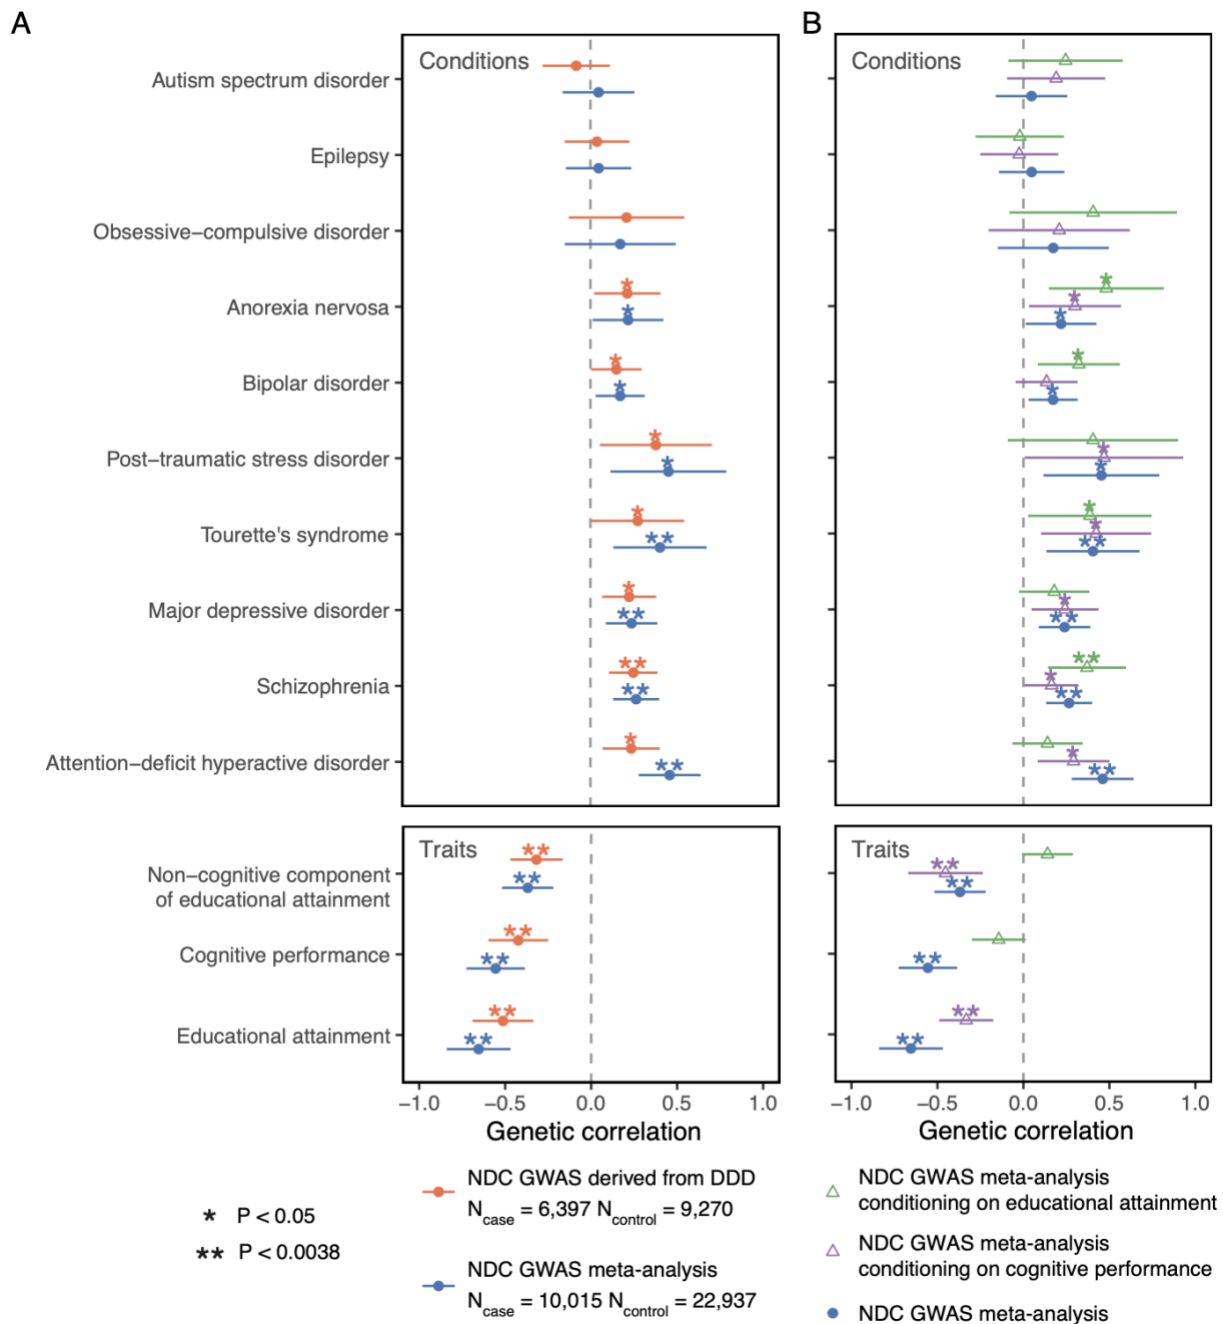 A
B
Conditions
Conditions
Autism spectrum disorder
Epilepsy
Obsessive−compulsive disorder
Anorexia nervosa
Bipolar disorder
Post−traumatic stress disorder
Tourette's syndrome
Major depressive disorder
Schizophrenia
Attention−deficit hyperactive disorder
Traits
Traits
Non−cognitive component
of educational attainment
Cognitive performance
Educational attainment
−1.0 −0.5 0.0 0.5 1.0
−1.0 −0.5 0.0 0.5 1.0
Genetic correlation
Genetic correlation
* P < 0.05
** P < 0.0038
NDC GWAS derived from DDD
Ncase = 6,397 Ncontrol = 9,270
NDC GWAS meta-analysis
Ncase = 10,015 Ncontrol = 22,937
NDC GWAS meta-analysis
conditioning on educational attainment
NDC GWAS meta-analysis
conditioning on cognitive performance
NDC GWAS meta-analysis